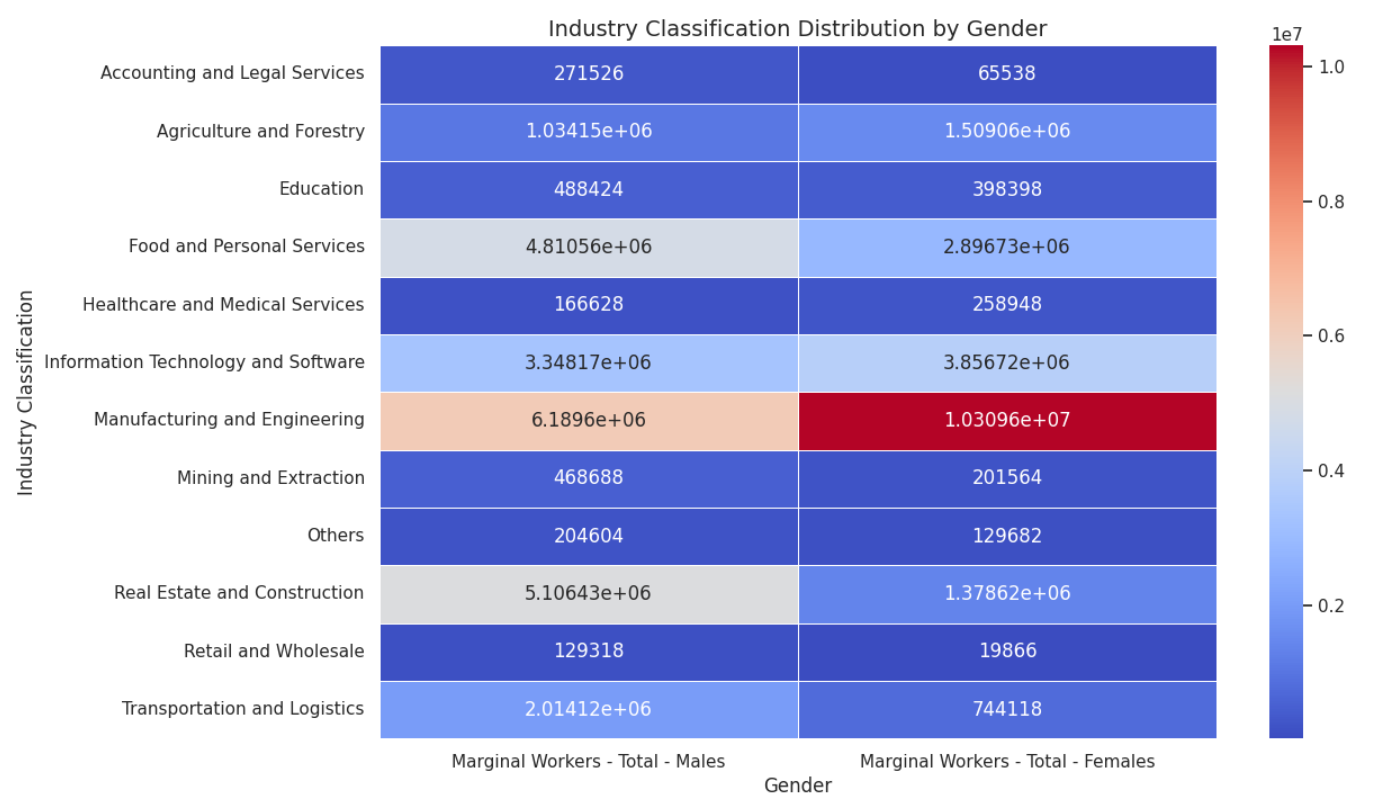 Industry Classification Distribution by Gender
1e7
Accounting and Legal Services 271526 65538
Agriculture and Forestry 1.03415e+06 1.50906e+06
Education 488424 398398
Food and Personal Services 4.81056e+06 2.89673e+06
Healthcare and Medical Services 166628 258948
Information Technology and Software 3.34817e+06 3.85672e+06
Manufacturing and Engineering 6.1896e+06 1.03096e+07
Mining and Extraction 468688 201564
Others 204604 129682
Real Estate and Construction 5.10643e+06 1.37862e+06
Retail and Wholesale 129318 19866
Transportation and Logistics 2.01412e+06 744118
Industry Classification
Marginal Workers - Total - Males Marginal Workers - Total - Females
Gender
1.0
0.8
0.6
0.4
0.2